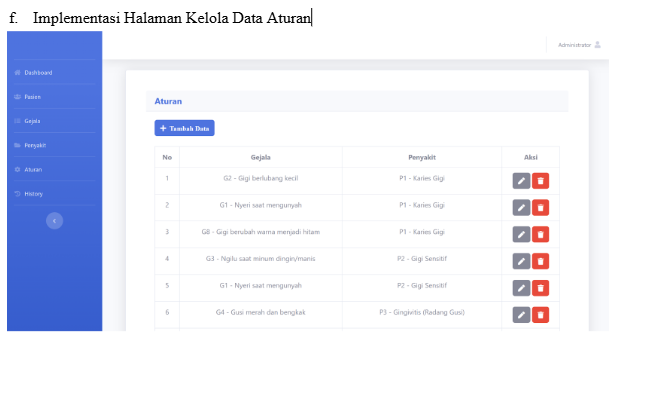 f. Implementasi Halaman Kelola Data Aturan
Administrator
Dashboard
Pasien
Gejala
Penyakit
Aturan
History
Aturan
+ Tambah Data
No Gejala Penyakit Aksi
1 G2 - Gigi berlubang kecil P1 - Karies Gigi
2 G1 - Nyeri saat mengunyah P1 - Karies Gigi
3 G8 - Gigi berubah warna menjadi hitam P1 - Karies Gigi
4 G3 - Ngilu saat minum dingin/manis P2 - Gigi Sensitif
5 G1 - Nyeri saat mengunyah P2 - Gigi Sensitif
6 G4 - Gusi merah dan bengkak P3 - Gingivitis (Radang Gusi)